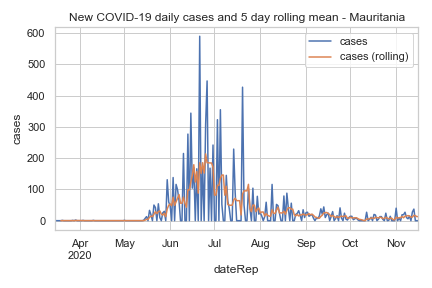 New COVID-19 daily cases and 5 day rolling mean - Mauritania
cases
cases (rolling)
600
500
400
300
200
100
0
cases
Apr May Jun Jul Aug Sep Oct Nov
2020
dateRep